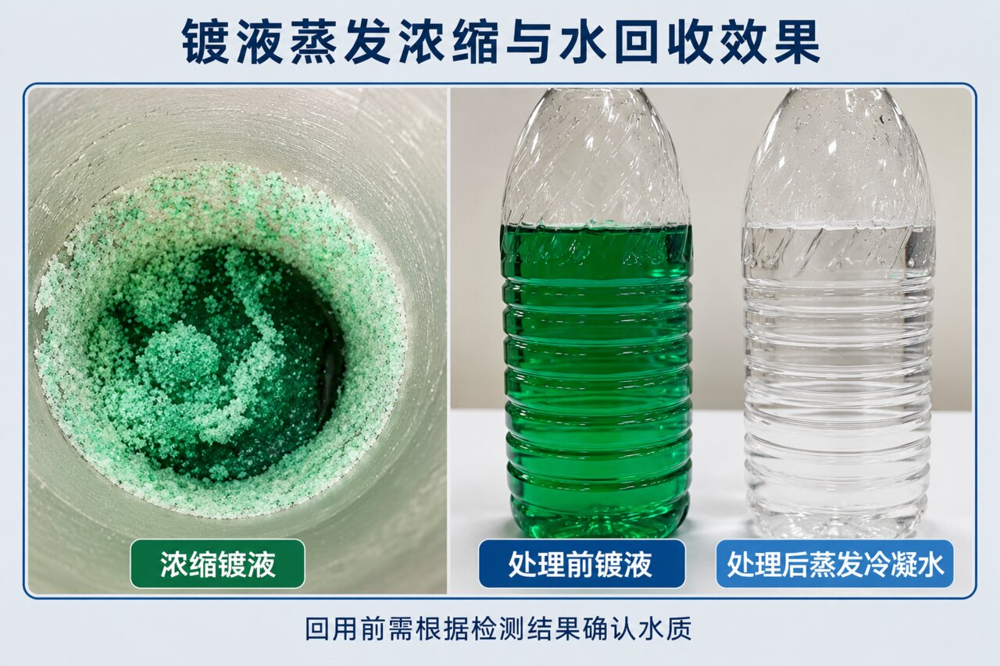 镀液蒸发浓缩与水回收效果
浓缩镀液
处理前镀液
处理后蒸发冷凝水
回用前需根据检测结果确认水质